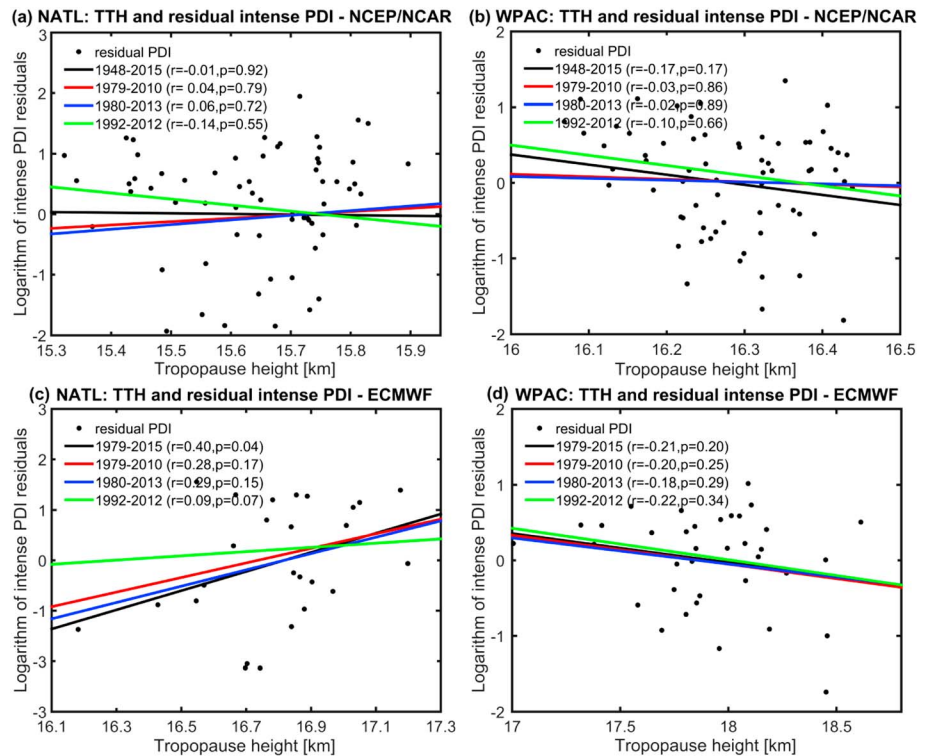 (a) NATL: TTH and residual intense PDI - NCEP/NCAR
Logarithm of intense PDI residuals
3
2
1
0
-1
-2
residual PDI
1948-2015 (r=-0.01,p=0.92)
1979-2010 (r= 0.04,p=0.79)
1980-2013 (r= 0.06,p=0.72)
1992-2012 (r=-0.14,p=0.55)
15.3 15.4 15.5 15.6 15.7 15.8 15.9
Tropopause height [km]
(b) WPAC: TTH and residual intense PDI - NCEP/NCAR
Logarithm of intense PDI residuals
2
1
0
-1
-2
residual PDI
1948-2015 (r=-0.17,p=0.17)
1979-2010 (r=-0.03,p=0.86)
1980-2013 (r=-0.02,p=0.89)
1992-2012 (r=-0.10,p=0.66)
16 16.1 16.2 16.3 16.4 16.5
Tropopause height [km]
(c) NATL: TTH and residual intense PDI - ECMWF
Logarithm of intense PDI residuals
3
2
1
0
-1
-3
-3
residual PDI
1979-2015 (r=0.40,p=0.04)
1979-2010 (r=0.28,p=0.17)
1980-2013 (r=0.29,p=0.15)
1992-2012 (r=0.09,p=0.07)
16.1 16.3 16.5 16.7 16.9 17.1 17.3
Tropopause height [km]
(d) WPAC: TTH and residual intense PDI - ECMWF
Logarithm of intense PDI residuals
2
1
0
-1
-2
residual PDI
1979-2015 (r=-0.21,p=0.20)
1979-2010 (r=-0.20,p=0.25)
1980-2013 (r=-0.18,p=0.29)
1992-2012 (r=-0.22,p=0.34)
17 17.5 18 18.5
Tropopause height [km]